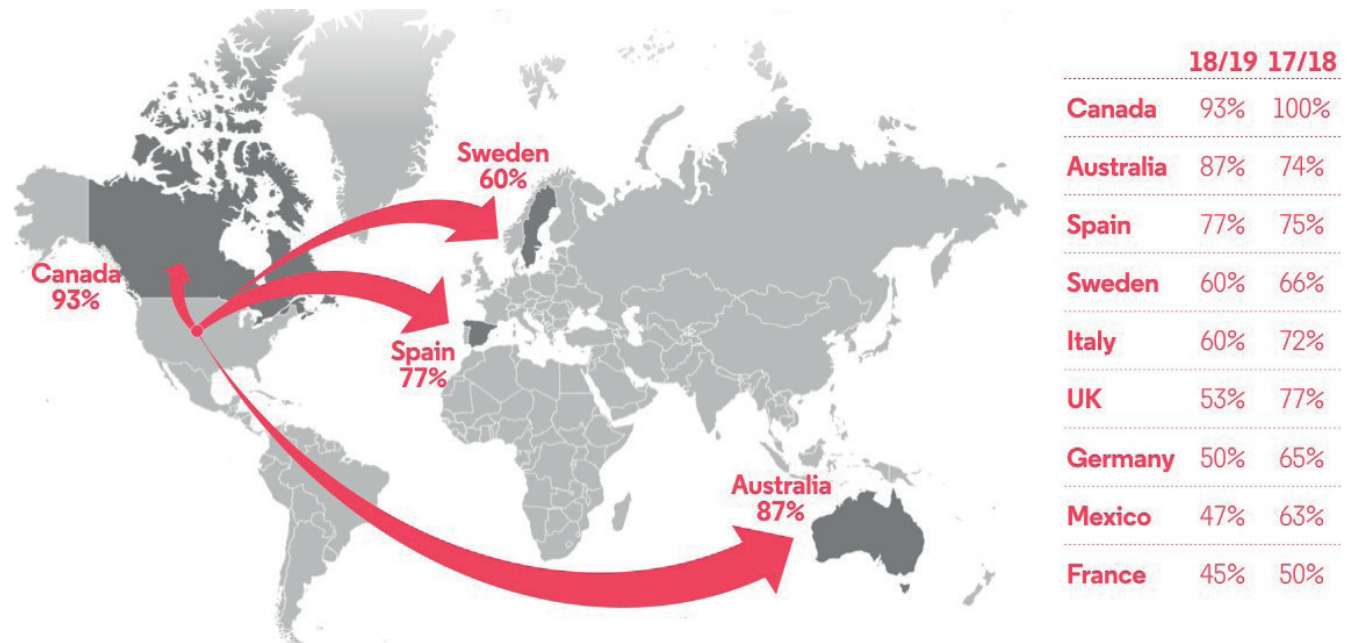 Sweden
60%
Canada
93%
Spain
77%
Australia
87%
18/19 17/18
Canada 93% 100%
Australia 87% 74%
Spain 77% 75%
Sweden 60% 66%
Italy 60% 72%
UK 53% 77%
Germany 50% 65%
Mexico 47% 63%
France 45% 50%